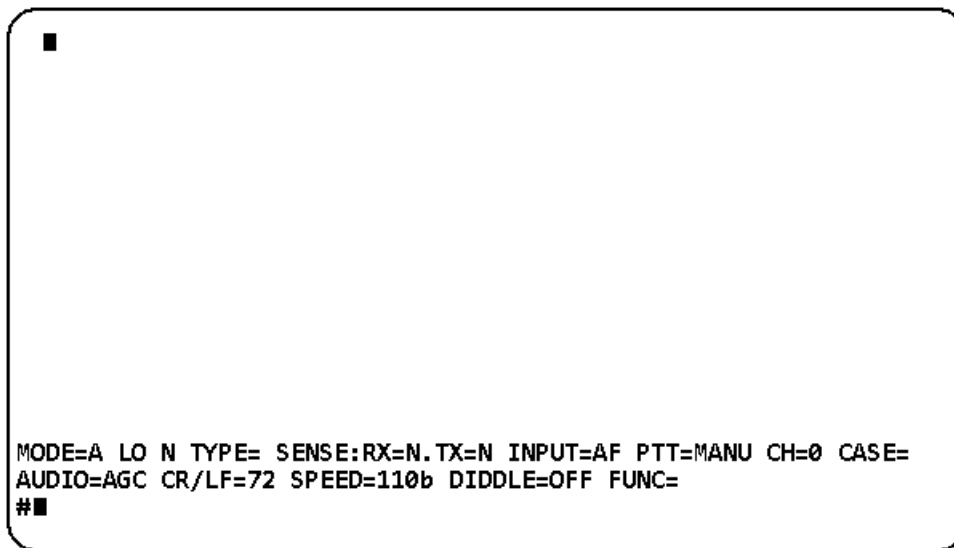 MODE=A LO N TYPE= SENSE:RX=N.TX=N INPUT=AF PTT=MANU CH=0 CASE=
AUDIO=AGC CR/LF=72 SPEED=110b DIDDLE=OFF FUNC=
#